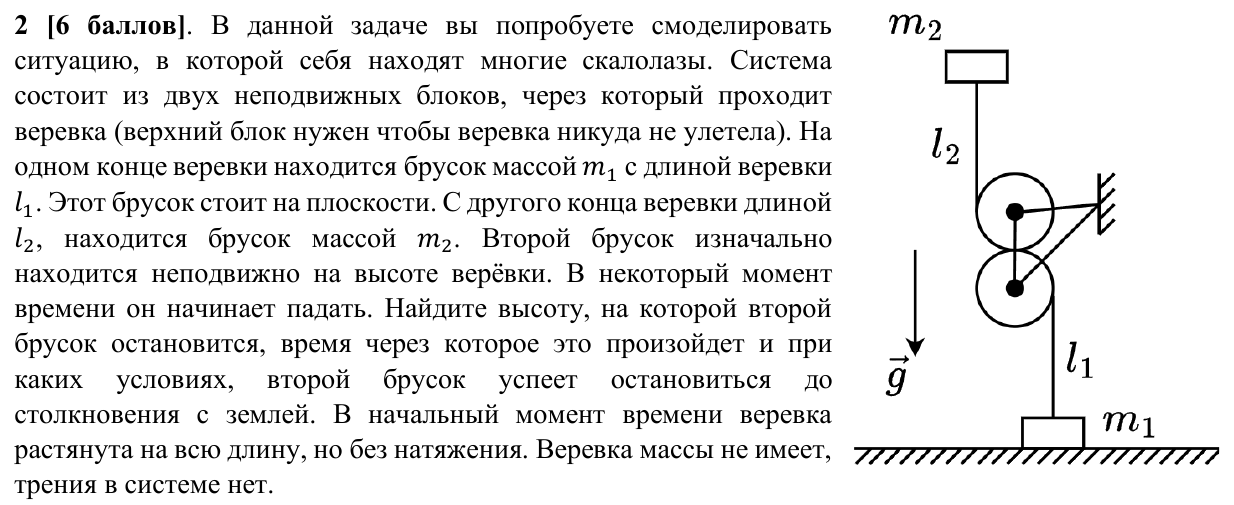 2 [6 баллов]. В данной задаче вы попробуете смоделировать
ситуацию, в которой себя находят многие скалолазы. Система
состоит из двух неподвижных блоков, через который проходит
веревка (верхний блок нужен чтобы веревка никуда не улетела). На
одном конце веревки находится брусок массой m₁ с длиной веревки
l₁. Этот брусок стоит на плоскости. С другого конца веревки длиной
l₂, находится брусок массой m₂. Второй брусок изначально
находится неподвижно на высоте верёвки. В некоторый момент
времени он начинает падать. Найдите высоту, на которой второй
брусок остановится, время через которое это произойдет и при
каких условиях, второй брусок успеет остановиться до
столкновения с землей. В начальный момент времени веревка
растянута на всю длину, но без натяжения. Веревка массы не имеет,
трения в системе нет.
m₂
l₂
g⃗
l₁
m₁